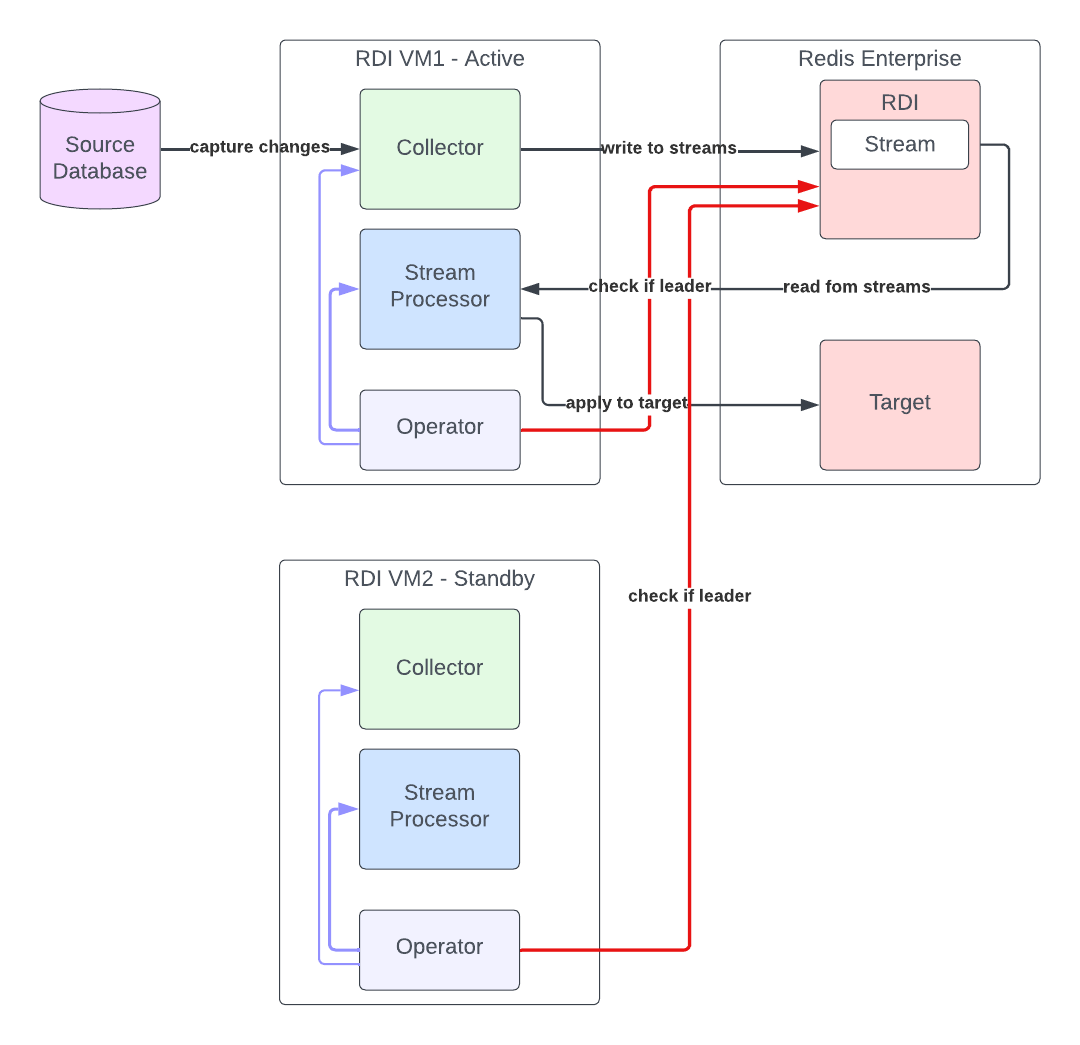 RDI VM1 - Active
Redis Enterprise
Source
Database
capture changes
Collector
write to streams
RDI
Stream
Stream
Processor
check if leader
read fom streams
apply to target
Operator
Target
RDI VM2 - Standby
check if leader
Collector
Stream
Processor
Operator